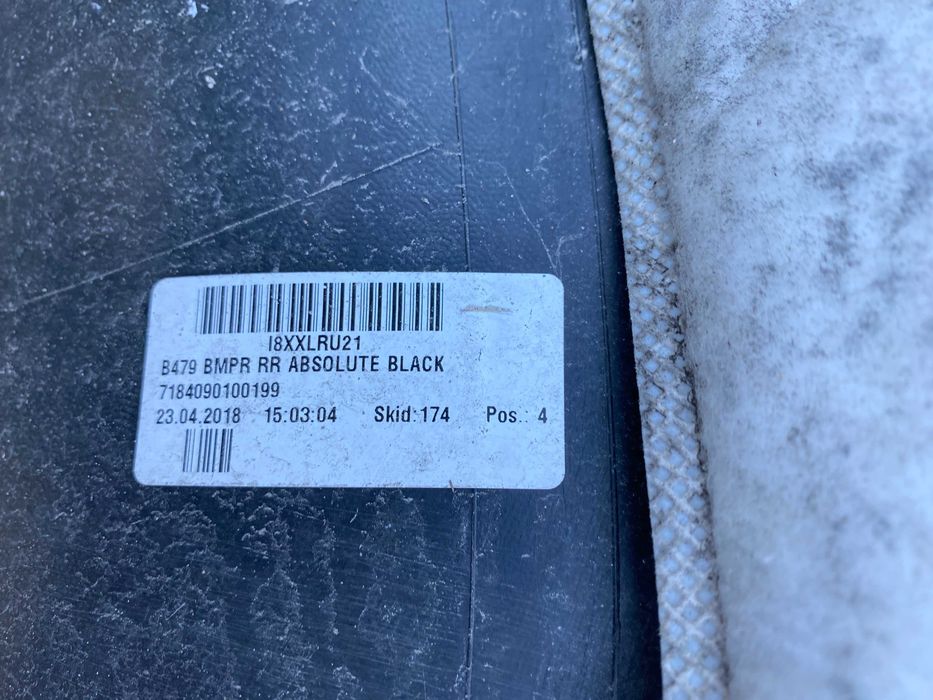 I8XXLRU21
B479 BMPR RR ABSOLUTE BLACK
7184090100199
23.04.2018 15:03:04 Skid:174 Pos.: 4